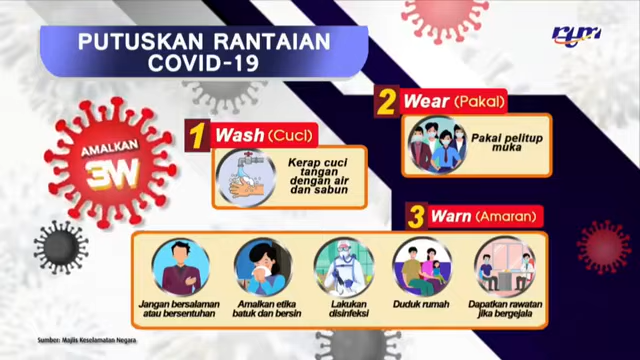 PUTUSKAN RANTAIAN
COVID-19
rtm
AMALKAN
3W
1 Wash (Cuci)
Kerap cuci
tangan
dengan air
dan sabun
2 Wear (Pakai)
Pakai pelitup
muka
3 Warn (Amaran)
Jangan bersalaman
atau bersentuhan
Amalkan etika
batuk dan bersin
Lakukan
disinfeksi
Duduk rumah
Dapatkan rawatan
jika bergejala
Sumber: Majlis Keselamatan Negara